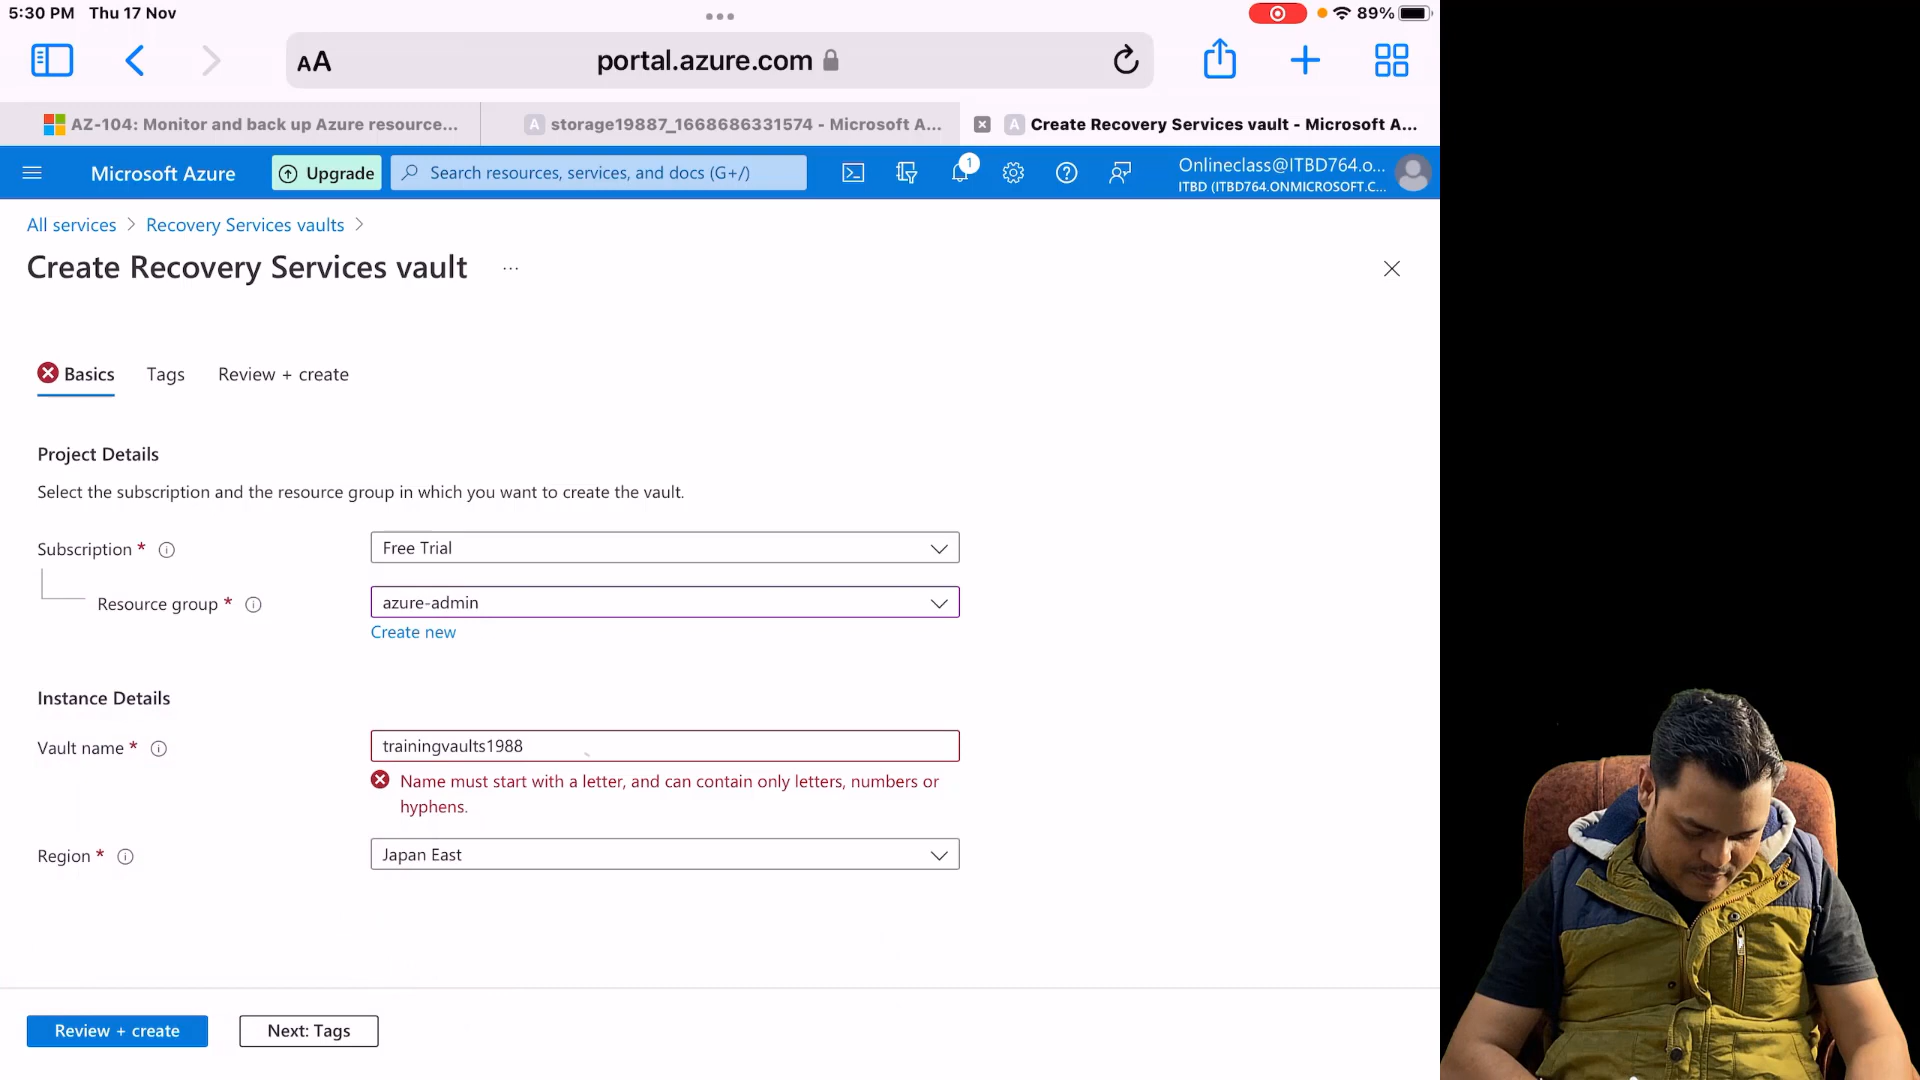 5:30 PM Thu 17 Nov
89%
AA
portal.azure.com
AZ-104: Monitor and back up Azure resource...
A storage19887_1668686331574 - Microsoft A...
A Create Recovery Services vault - Microsoft A...
Microsoft Azure
Upgrade
Search resources, services, and docs (G+/)
1
Onlineclass@ITBD764.o...
ITBD (ITBD764.ONMICROSOFT.C...
All services > Recovery Services vaults >
Create Recovery Services vault ...
Basics
Tags
Review + create
Project Details
Select the subscription and the resource group in which you want to create the vault.
Subscription *
Free Trial
Resource group *
azure-admin
Create new
Instance Details
Vault name *
trainingvaults1988
Name must start with a letter, and can contain only letters, numbers or
hyphens.
Region *
Japan East
Review + create
Next: Tags